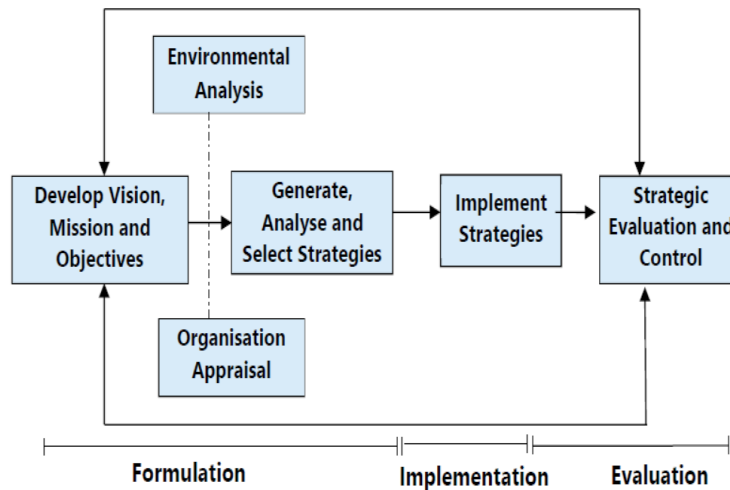 Environmental
Analysis
Develop Vision,
Mission and
Objectives
Generate,
Analyse and
Select Strategies
Implement
Strategies
Strategic
Evaluation and
Control
Organisation
Appraisal
Formulation
Implementation
Evaluation